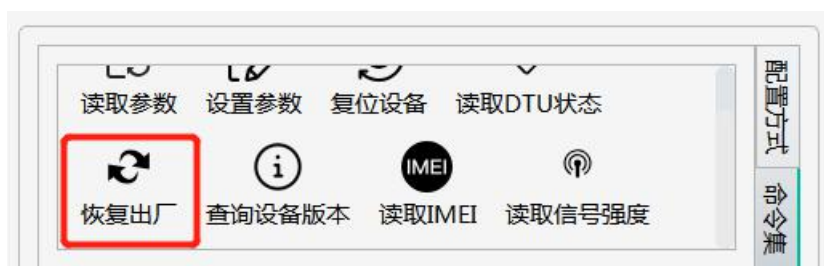 读取参数 设置参数 复位设备 读取DTU状态
IMEI
恢复出厂 查询设备版本 读取IMEI 读取信号强度
配置方式
命令集